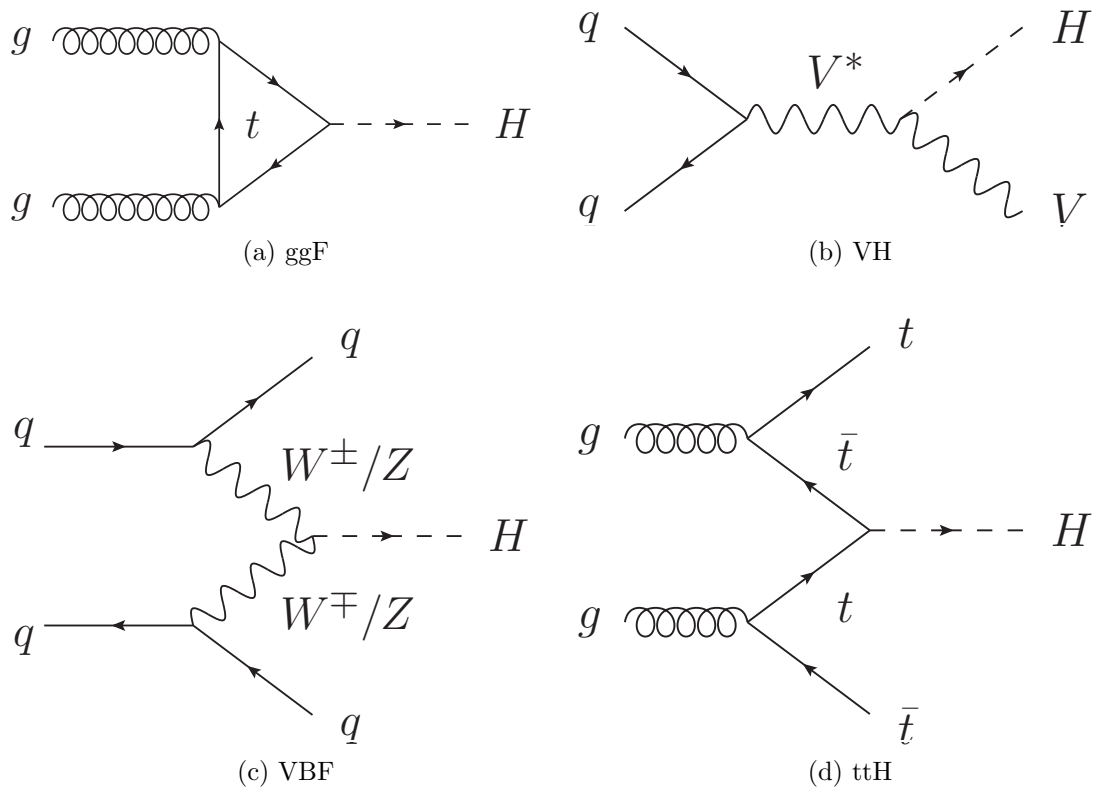 g
g
t
H
(a) ggF
q
q
V*
H
V
(b) VH
q
q
W±/Z
H
W∓/Z
q
q
(c) VBF
g
t
t̄
H
g
t
t̄
(d) ttH